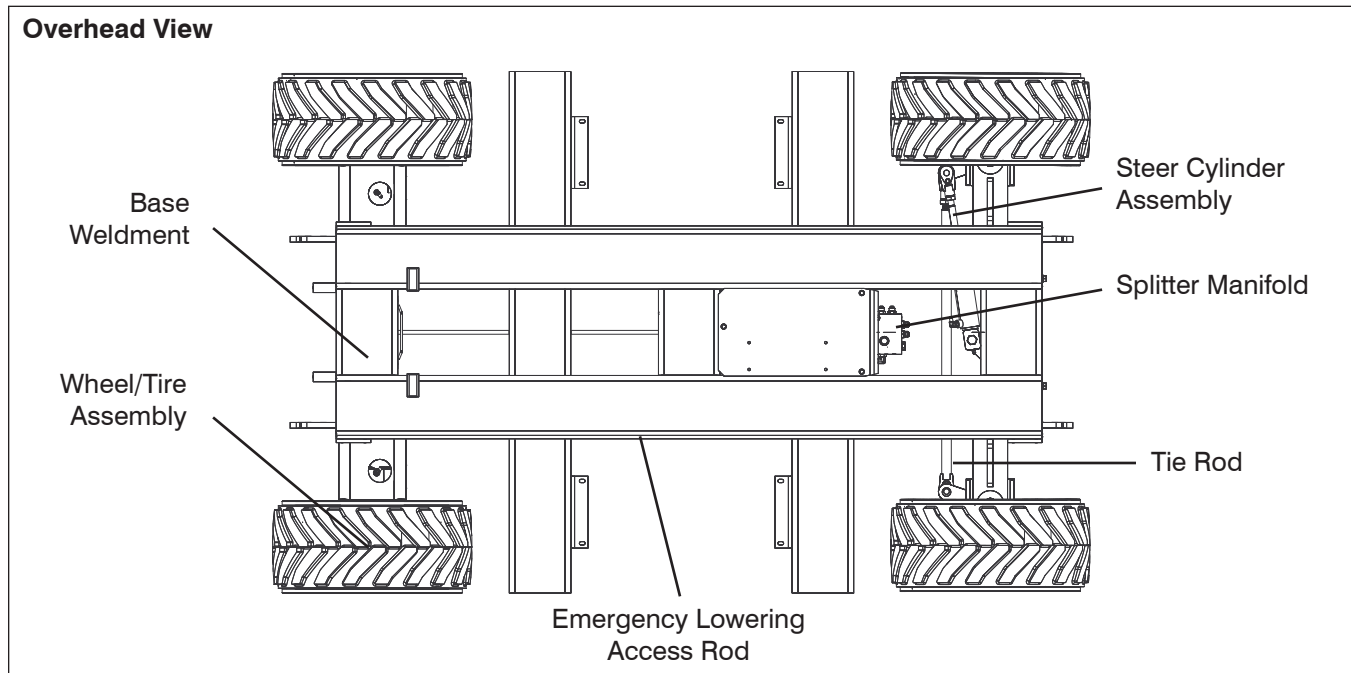 Overhead View
Base
Weldment
Wheel/Tire
Assembly
Steer Cylinder
Assembly
Splitter Manifold
Tie Rod
Emergency Lowering
Access Rod